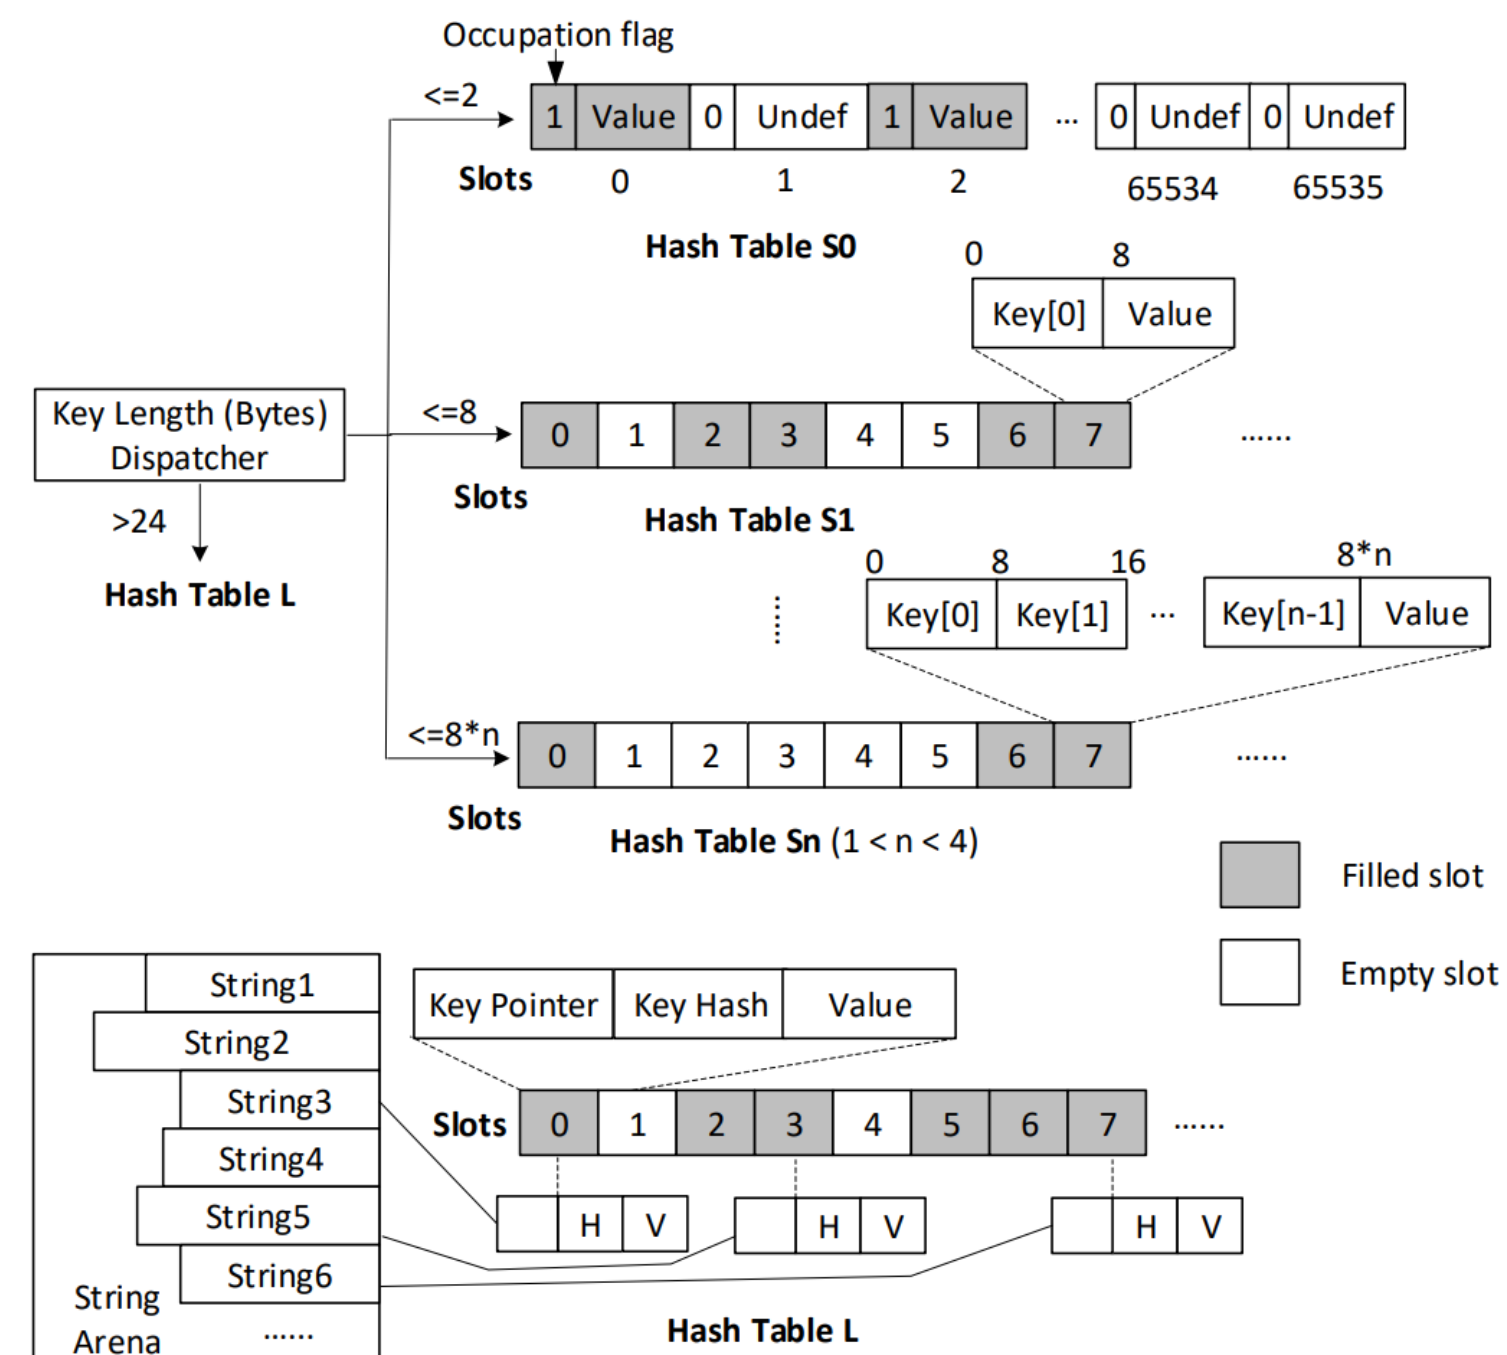 Occupation flag
<=2
1 Value 0 Undef 1 Value ... 0 Undef 0 Undef
Slots 0 1 2 65534 65535
Hash Table S0
0 8
Key[0] Value
Key Length (Bytes)
Dispatcher
<=8
0 1 2 3 4 5 6 7 ......
Slots
Hash Table S1
>24
Hash Table L
0 8 16 8*n
Key[0] Key[1] ... Key[n-1] Value
<=8*n
0 1 2 3 4 5 6 7 ......
Slots
Hash Table Sn (1 < n < 4)
Filled slot
Empty slot
String1
String2
String3
String4
String5
String6
......
String
Arena
Key Pointer Key Hash Value
Slots 0 1 2 3 4 5 6 7 ......
H V H V H V
Hash Table L